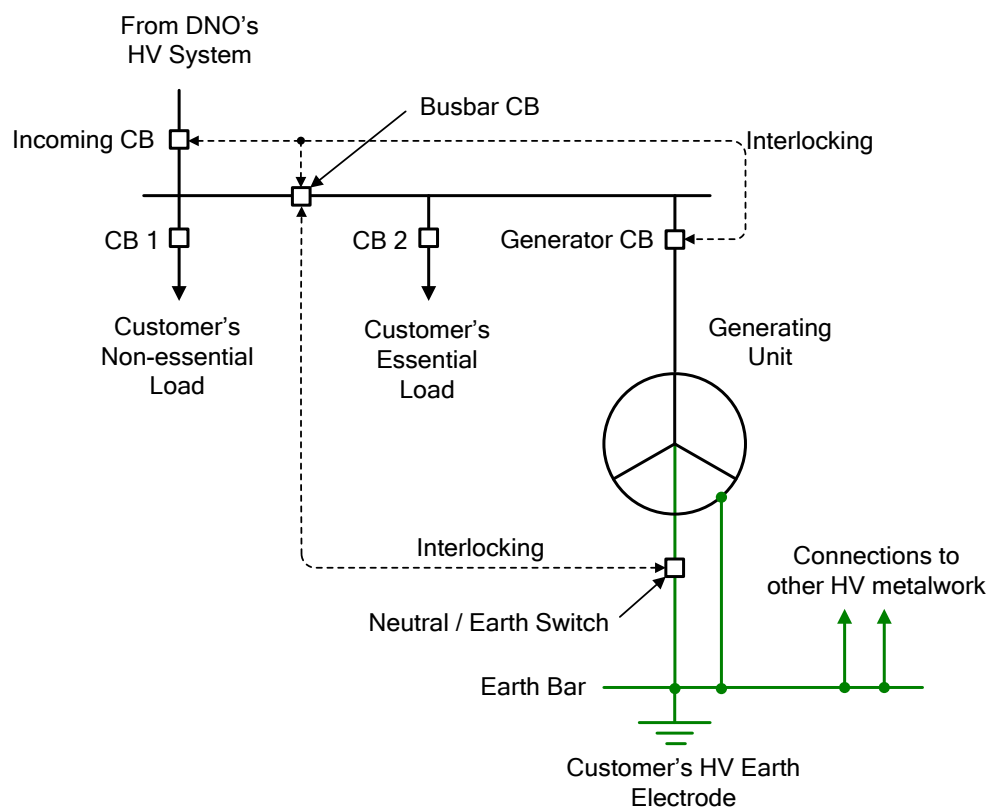 From DNO's
HV System
Busbar CB
Incoming CB
Interlocking
CB 1
CB 2
Generator CB
Customer's
Non-essential
Load
Customer's
Essential
Load
Generating
Unit
Interlocking
Connections to
other HV metalwork
Neutral / Earth Switch
Earth Bar
Customer's HV Earth
Electrode